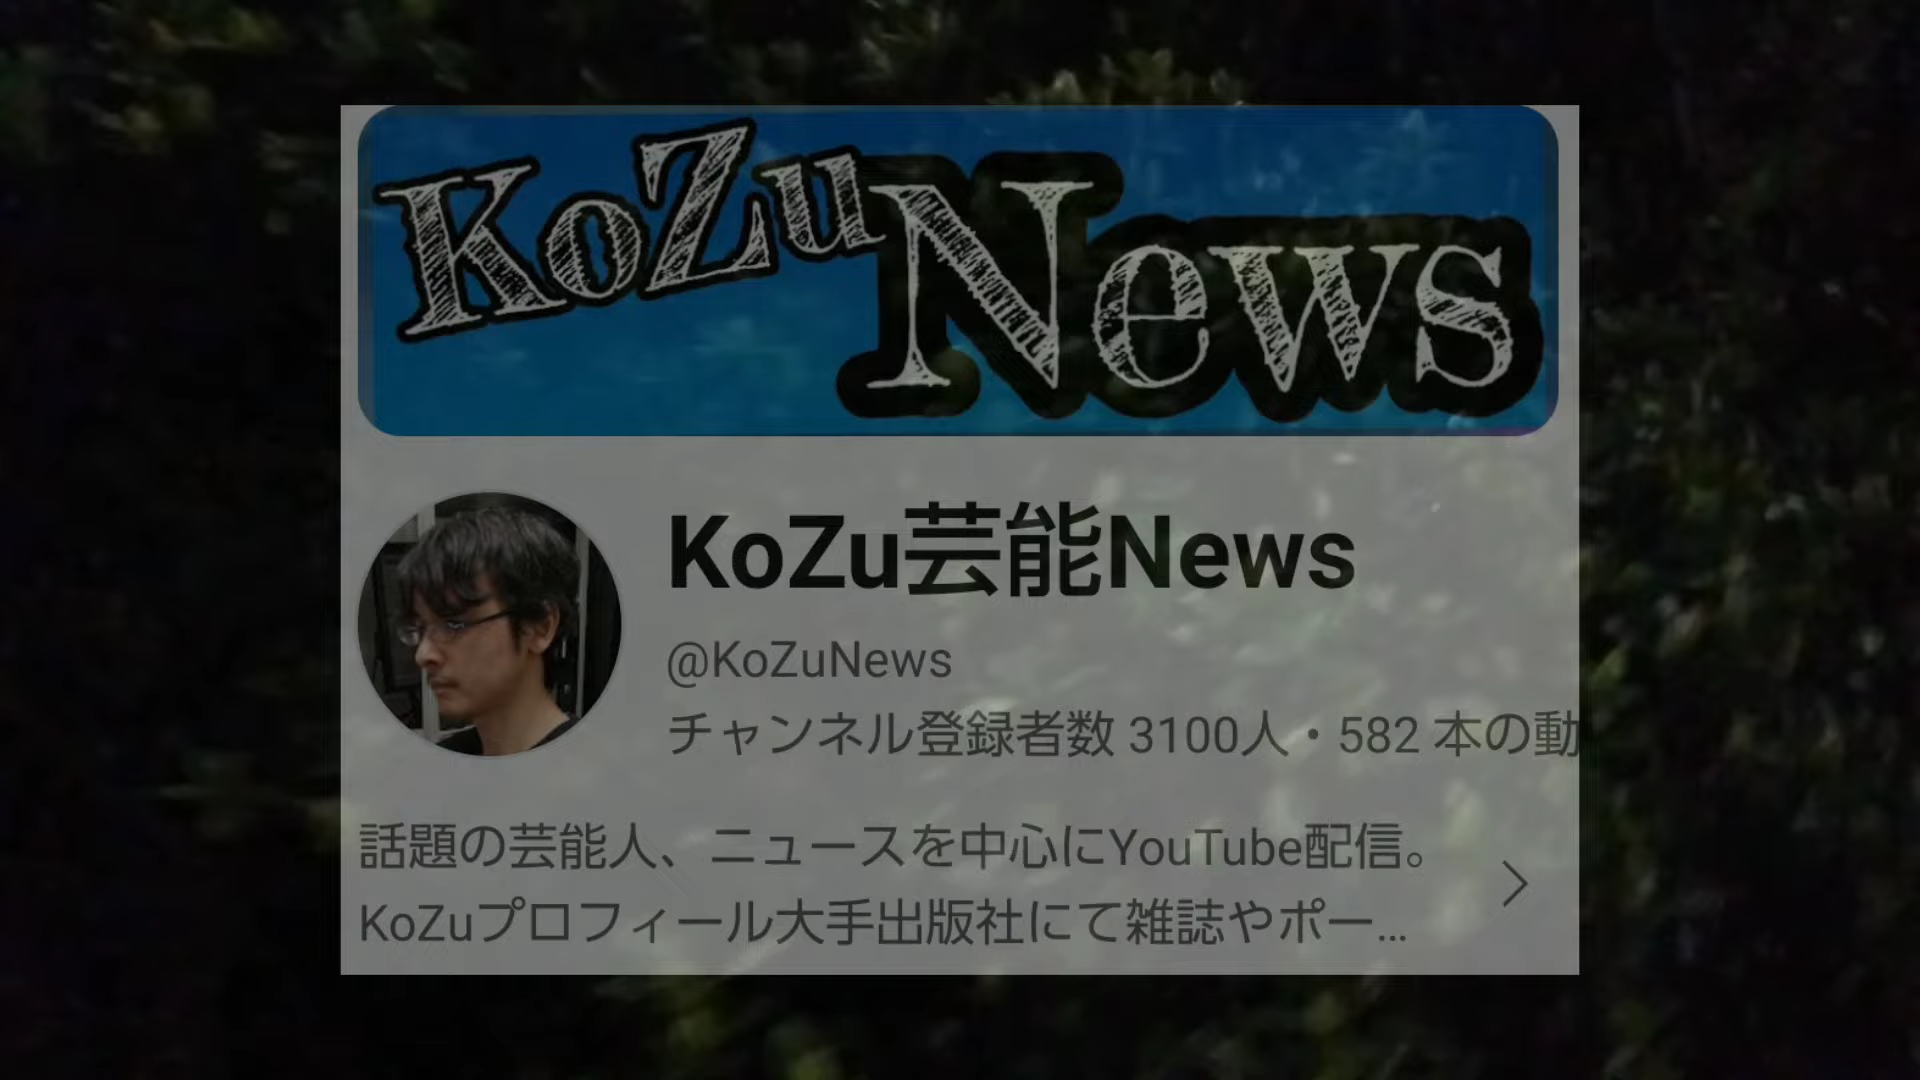 KoZu News
KoZu芸能News
@KoZuNews
チャンネル登録者数 3100人・582 本の動
話題の芸能人、ニュースを中心にYouTube配信。
KoZuプロフィール大手出版社にて雑誌やポー...